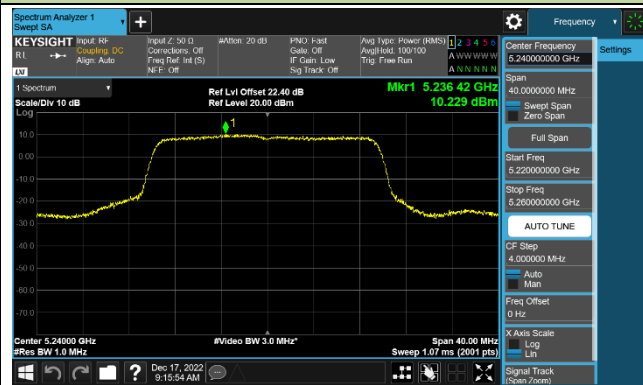 Spectrum Analyzer 1
Swept SA
Frequency
KEYSIGHT
Input: RF
Coupling: DC
Align: Auto
Input Z: 50 Ω
Corrections: Off
Freq Ref: Int (S)
NFE: Off
#Atten: 20 dB
PNO: Fast
Gate: Off
IF Gain: Low
Sig Track: Off
Avg Type: Power (RMS)
Avg|Hold: 100/100
Trig: Free Run
1 2 3 4 5 6
A W W W W W
A N N N N N
RL
LXI
1 Spectrum
Scale/Div 10 dB
Ref Lvl Offset 22.40 dB
Ref Level 20.00 dBm
Mkr1 5.236 42 GHz
10.229 dBm
Log
1
10.0
0.00
-10.0
-20.0
-30.0
-40.0
-50.0
-60.0
-70.0
Center 5.24000 GHz
#Res BW 1.0 MHz
#Video BW 3.0 MHz*
Span 40.00 MHz
Sweep 1.07 ms (2001 pts)
Dec 17, 2022
9:15:54 AM
Center Frequency
5.240000000 GHz
Settings
Span
40.0000000 MHz
Swept Span
Zero Span
Full Span
Start Freq
5.220000000 GHz
Stop Freq
5.260000000 GHz
AUTO TUNE
CF Step
4.000000 MHz
Auto
Man
Freq Offset
0 Hz
X Axis Scale
Log
Lin
Signal Track
(Span Zoom)